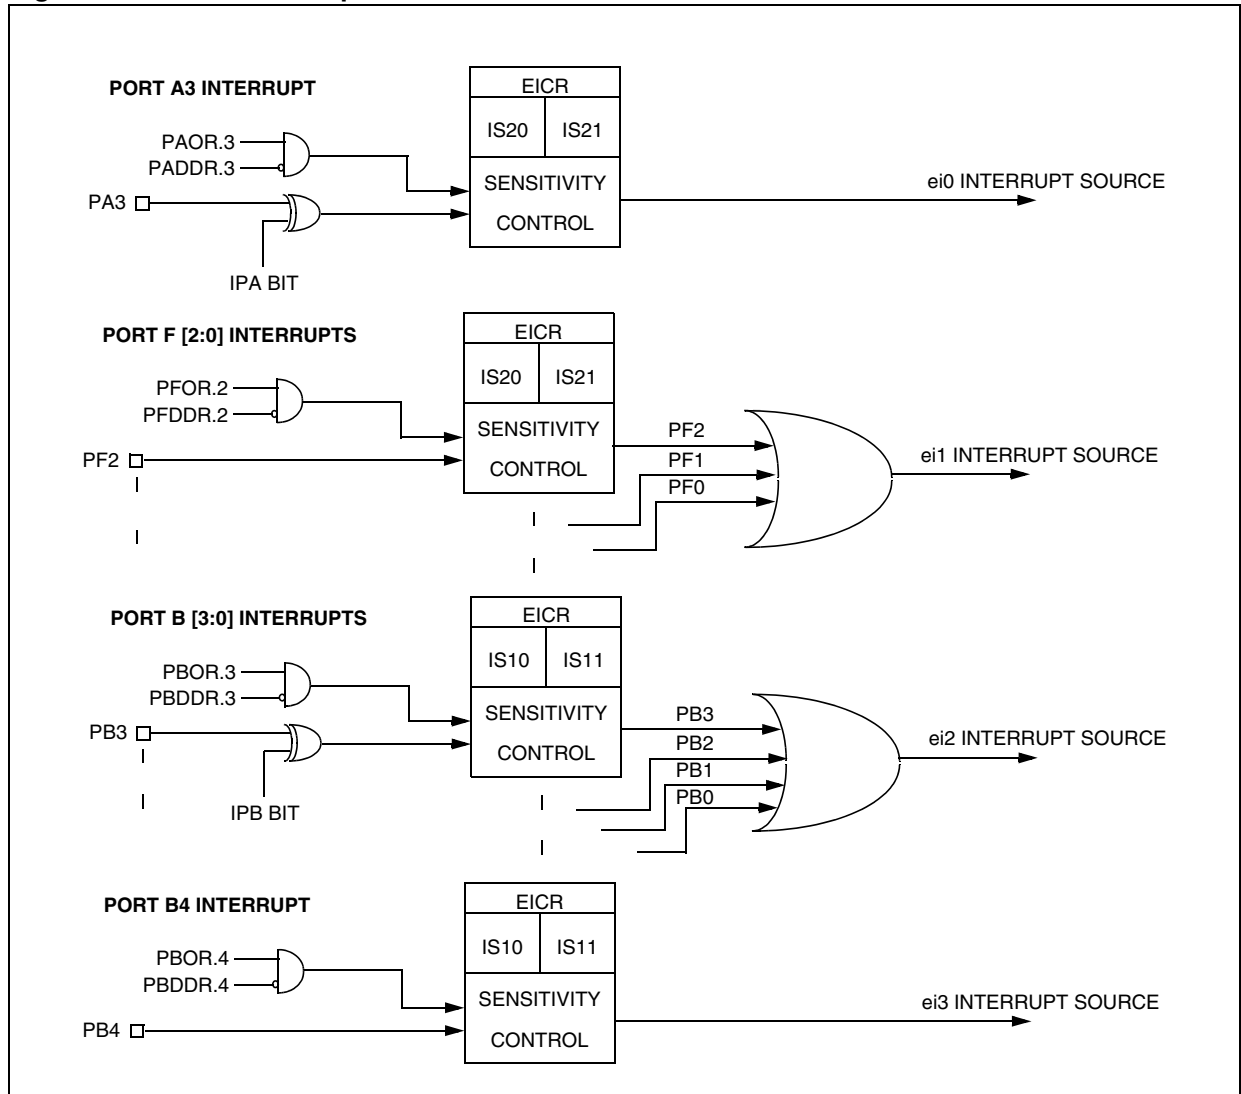 PORT A3 INTERRUPT
EICR
IS20 IS21
PAOR.3
PADDR.3
SENSITIVITY
CONTROL
PA3
IPA BIT
ei0 INTERRUPT SOURCE
PORT F [2:0] INTERRUPTS
EICR
IS20 IS21
PFOR.2
PFDDR.2
SENSITIVITY
CONTROL
PF2
PF2
PF1
PF0
ei1 INTERRUPT SOURCE
PORT B [3:0] INTERRUPTS
EICR
IS10 IS11
PBOR.3
PBDDR.3
SENSITIVITY
CONTROL
PB3
IPB BIT
PB3
PB2
PB1
PB0
ei2 INTERRUPT SOURCE
PORT B4 INTERRUPT
EICR
IS10 IS11
PBOR.4
PBDDR.4
SENSITIVITY
CONTROL
PB4
ei3 INTERRUPT SOURCE